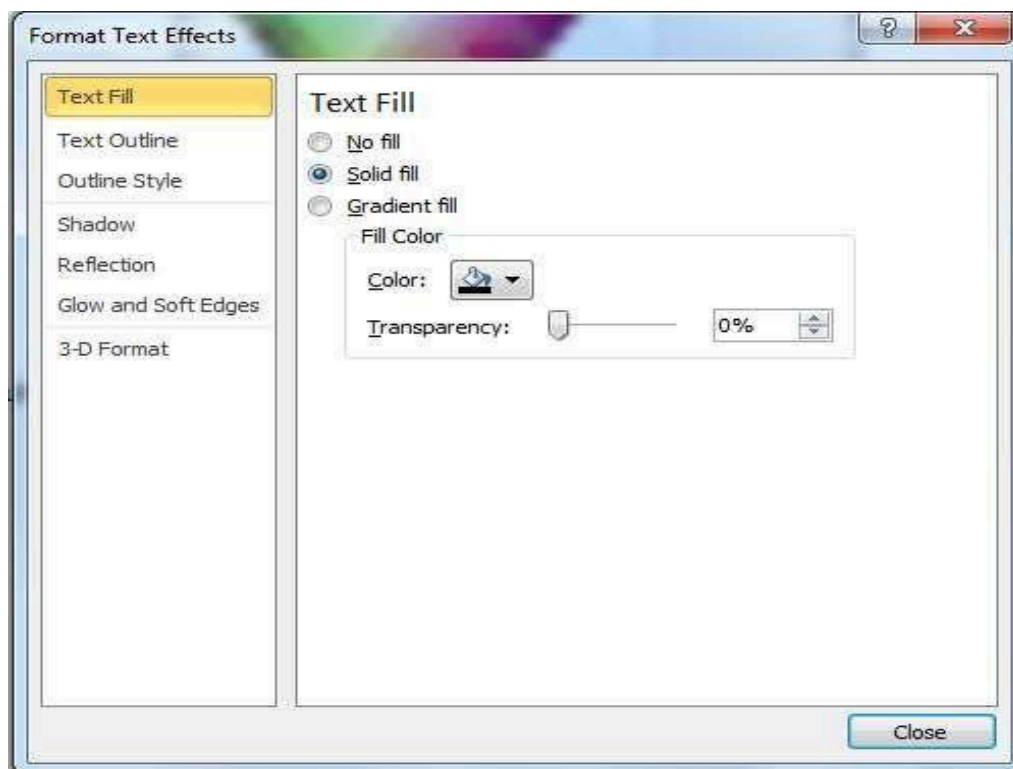 Format Text Effects
Text Fill
Text Outline
Outline Style
Shadow
Reflection
Glow and Soft Edges
3-D Format
Text Fill
No fill
Solid fill
Gradient fill
Fill Color
Color:
Transparency: 0%
Close